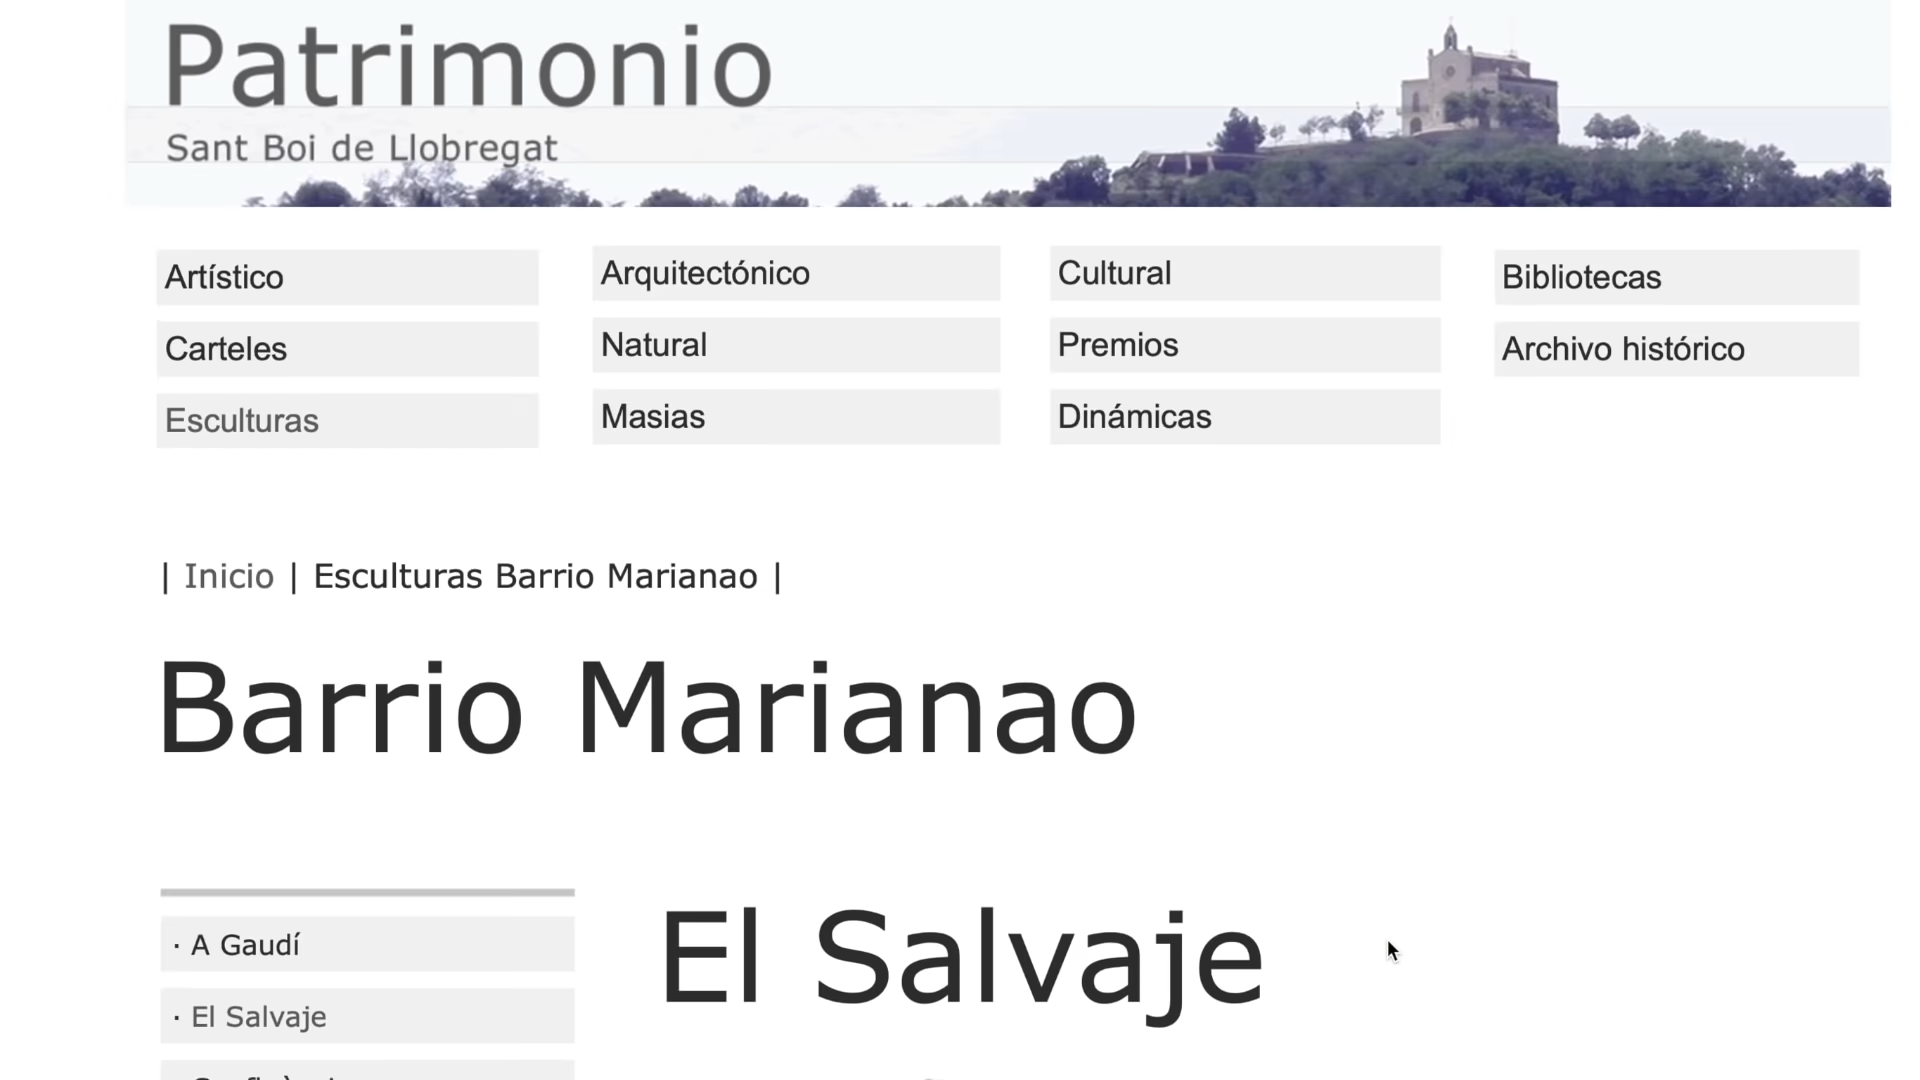 Patrimonio
Sant Boi de Llobregat
Artístico
Arquitectónico
Cultural
Bibliotecas
Carteles
Natural
Premios
Archivo histórico
Esculturas
Masias
Dinámicas
| Inicio | Esculturas Barrio Marianao |
Barrio Marianao
· A Gaudí
El Salvaje
· El Salvaje